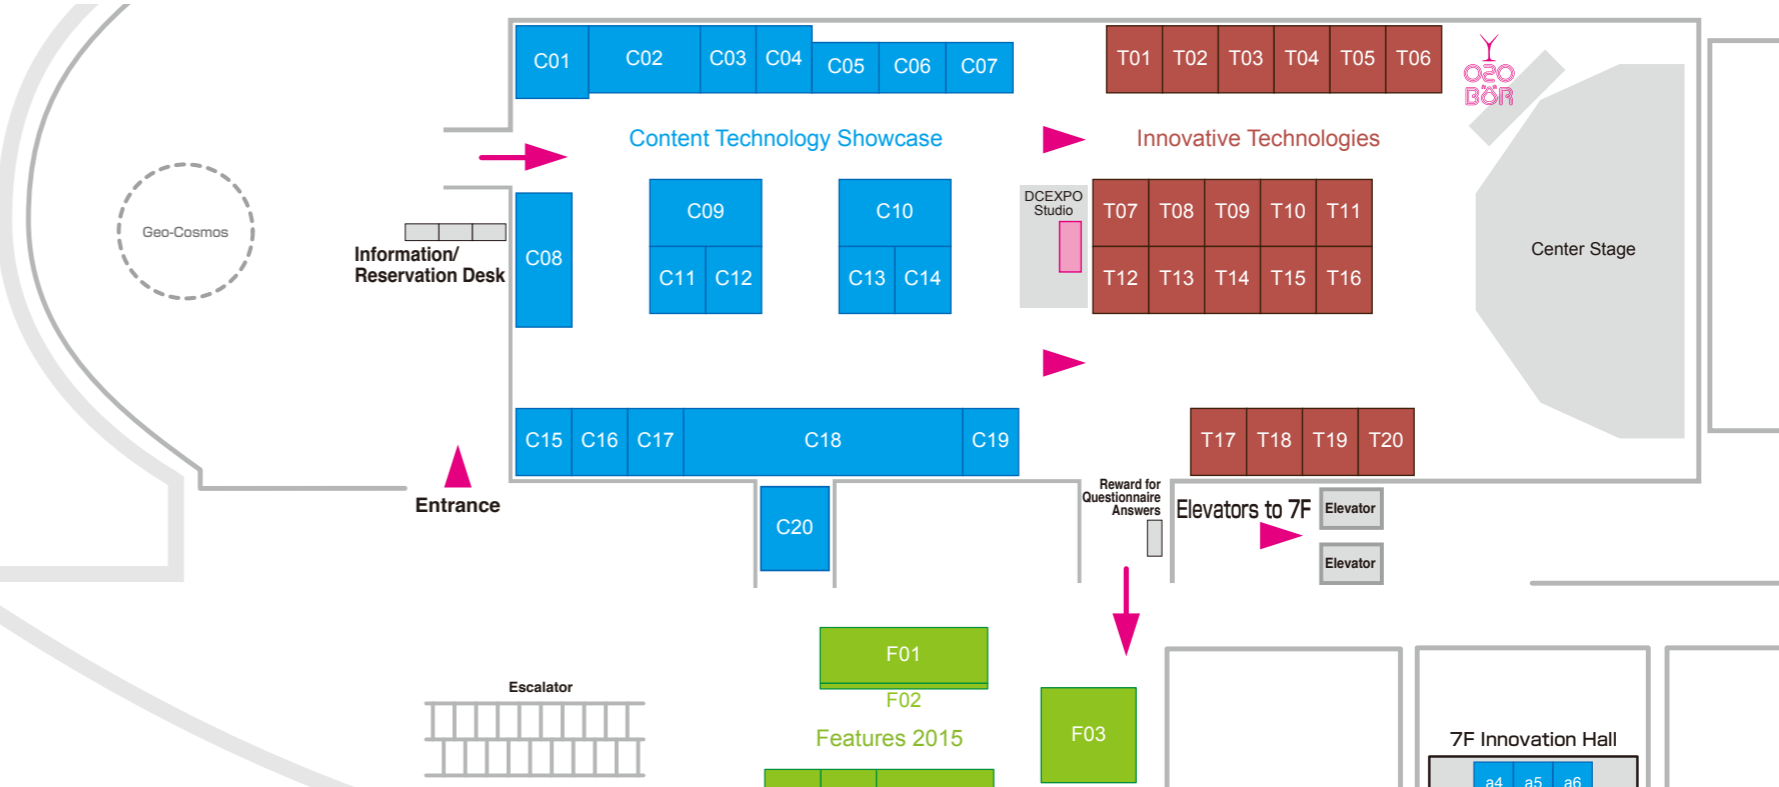 C01
C02
C03
C04
C05
C06
C07
T01
T02
T03
T04
T05
T06
O2O
BÖR
Content Technology Showcase
Innovative Technologies
Geo-Cosmos
Information/
Reservation Desk
C08
C09
C10
C11
C12
C13
C14
DCEXPO
Studio
T07
T08
T09
T10
T11
T12
T13
T14
T15
T16
Center Stage
C15
C16
C17
C18
C19
T17
T18
T19
T20
Entrance
C20
Reward for
Questionnaire
Answers
Elevators to 7F
Elevator
Elevator
F01
F02
Features 2015
F03
Escalator
7F Innovation Hall
a4
a5
a6